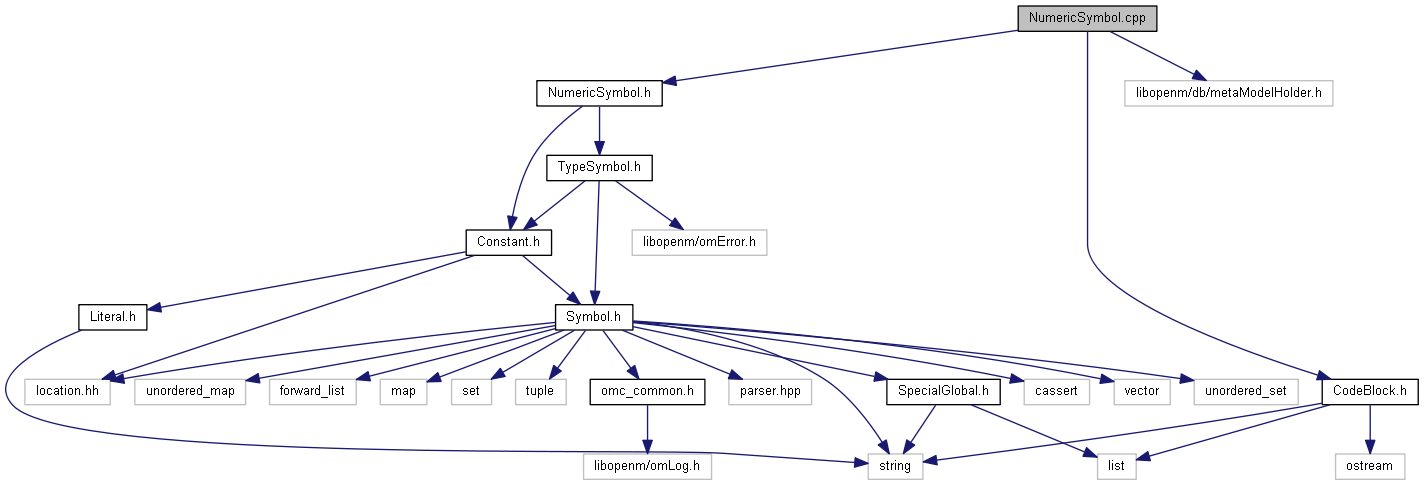 NumericSymbol.cpp
NumericSymbol.h
libopenm/db/metaModelHolder.h
TypeSymbol.h
Constant.h
libopenm/omError.h
Literal.h
Symbol.h
location.hh
unordered_map
forward_list
map
set
tuple
omc_common.h
parser.hpp
SpecialGlobal.h
cassert
vector
unordered_set
CodeBlock.h
libopenm/omLog.h
string
list
ostream